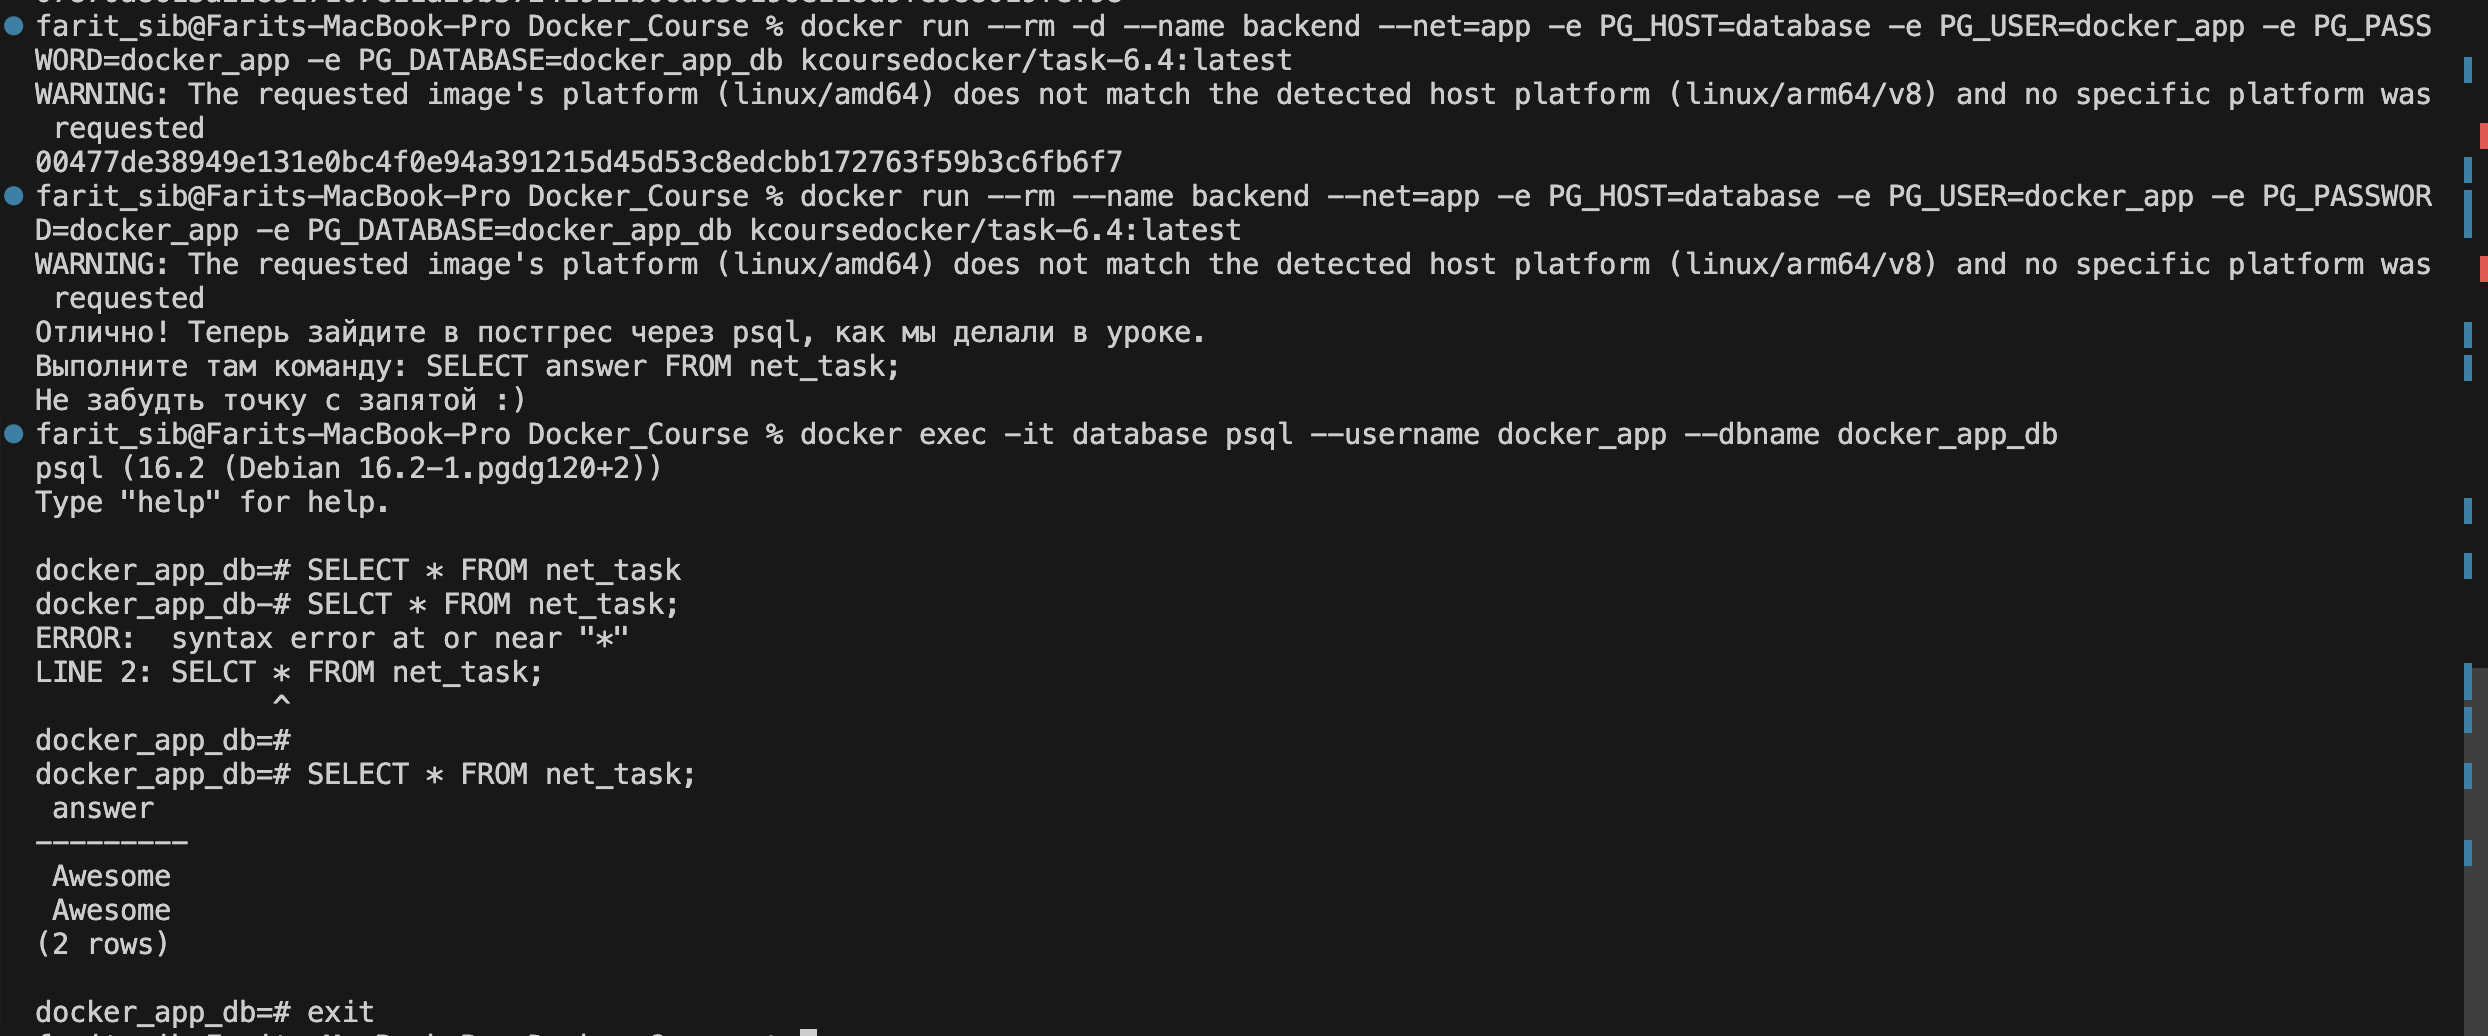 farit_sib@Farits-MacBook-Pro Docker_Course % docker run --rm -d --name backend --net=app -e PG_HOST=database -e PG_USER=docker_app -e PG_PASS
WORD=docker_app -e PG_DATABASE=docker_app_db kcoursedocker/task-6.4:latest
WARNING: The requested image's platform (linux/amd64) does not match the detected host platform (linux/arm64/v8) and no specific platform was
requested
00477de38949e131e0bc4f0e94a391215d45d53c8edcbb172763f59b3c6fb6f7
farit_sib@Farits-MacBook-Pro Docker_Course % docker run --rm --name backend --net=app -e PG_HOST=database -e PG_USER=docker_app -e PG_PASSWOR
D=docker_app -e PG_DATABASE=docker_app_db kcoursedocker/task-6.4:latest
WARNING: The requested image's platform (linux/amd64) does not match the detected host platform (linux/arm64/v8) and no specific platform was
requested
Отлично! Теперь зайдите в постгрес через psql, как мы делали в уроке.
Выполните там команду: SELECT answer FROM net_task;
Не забудть точку с запятой :)
farit_sib@Farits-MacBook-Pro Docker_Course % docker exec -it database psql --username docker_app --dbname docker_app_db
psql (16.2 (Debian 16.2-1.pgdg120+2))
Type "help" for help.
docker_app_db=# SELECT * FROM net_task
docker_app_db-# SELCT * FROM net_task;
ERROR:  syntax error at or near "*"
LINE 2: SELCT * FROM net_task;
^
docker_app_db=#
docker_app_db=# SELECT * FROM net_task;
answer
---------
Awesome
Awesome
(2 rows)
docker_app_db=# exit